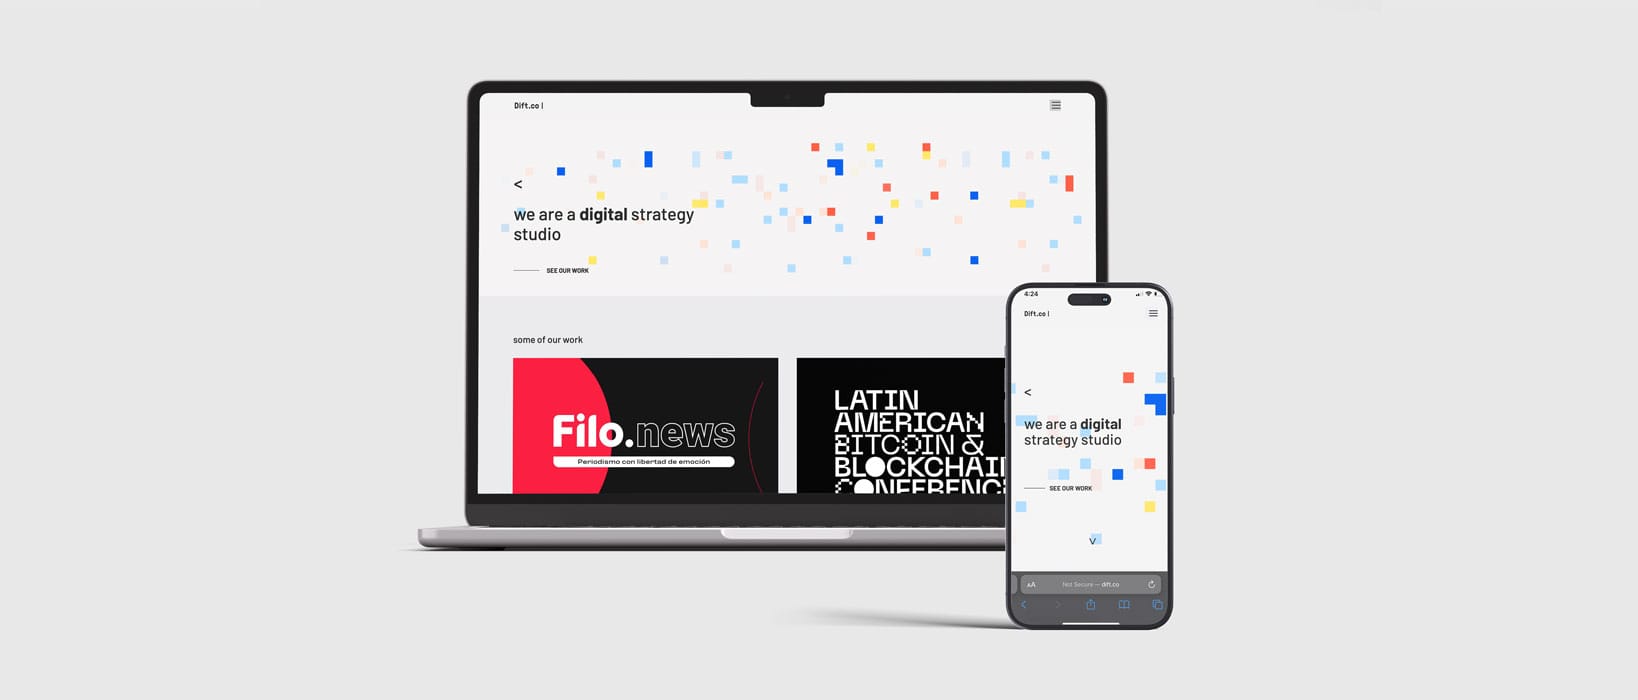 Dift.co |
<
we are a digital strategy
studio
SEE OUR WORK
some of our work
Filo.news
Periodismo con libertad de emoción
LATIN
AMERICAN
BITCOIN &
BLOCKCHAI
CONFERENC
4:24
Dift.co |
<
we are a digital
strategy studio
SEE OUR WORK
V
AA Not Secure — dift.co